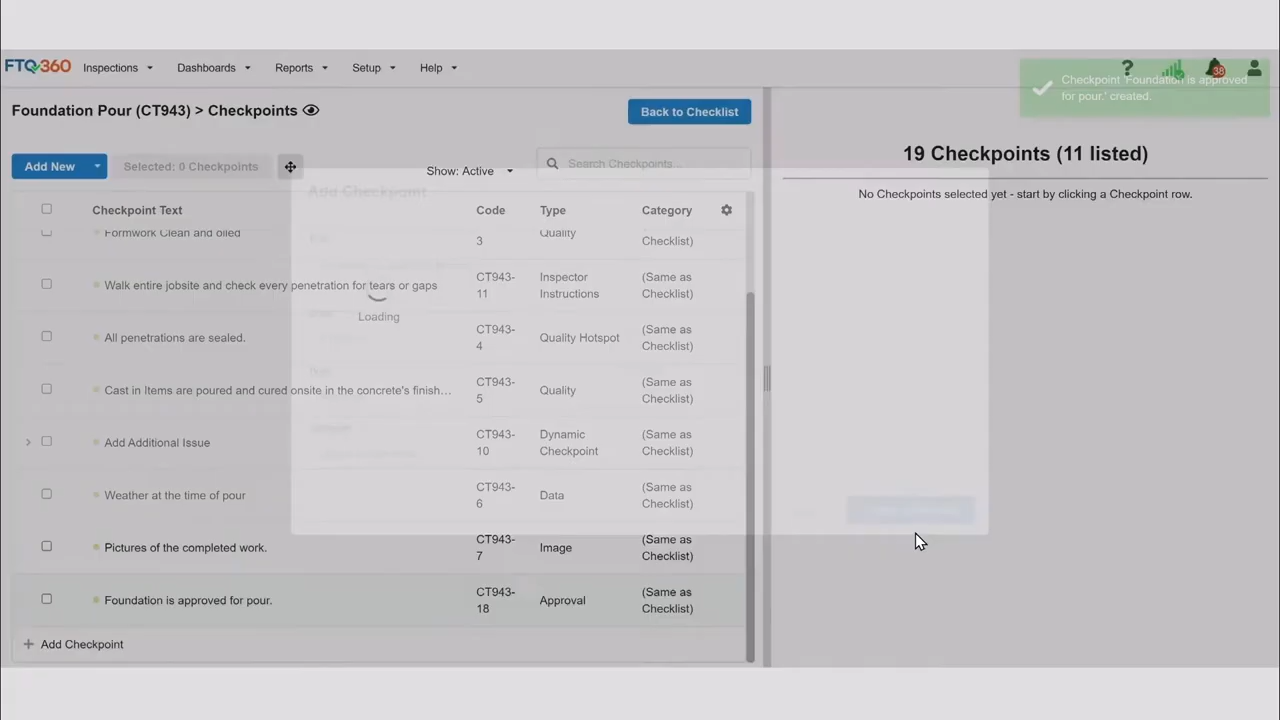 FTQ360 Inspections Dashboards Reports Setup Help ? 38
Checkpoint 'Foundation is approved
for pour.' created.
Foundation Pour (CT943) > Checkpoints
Back to Checklist
Add New Selected: 0 Checkpoints Show: Active Search Checkpoints...
19 Checkpoints (11 listed)
No Checkpoints selected yet - start by clicking a Checkpoint row.
Add Checkpoint
Checkpoint Text Code Type Category
Formwork Clean and oiled 3 Quality Checklist)
Walk entire jobsite and check every penetration for tears or gaps CT943-11 Inspector Instructions (Same as Checklist)
Loading
All penetrations are sealed. CT943-4 Quality Hotspot (Same as Checklist)
Cast in Items are poured and cured onsite in the concrete's finish... CT943-5 Quality (Same as Checklist)
Add Additional Issue CT943-10 Dynamic Checkpoint (Same as Checklist)
Weather at the time of pour CT943-6 Data (Same as Checklist)
Pictures of the completed work. CT943-7 Image (Same as Checklist)
Foundation is approved for pour. CT943-18 Approval (Same as Checklist)
+ Add Checkpoint